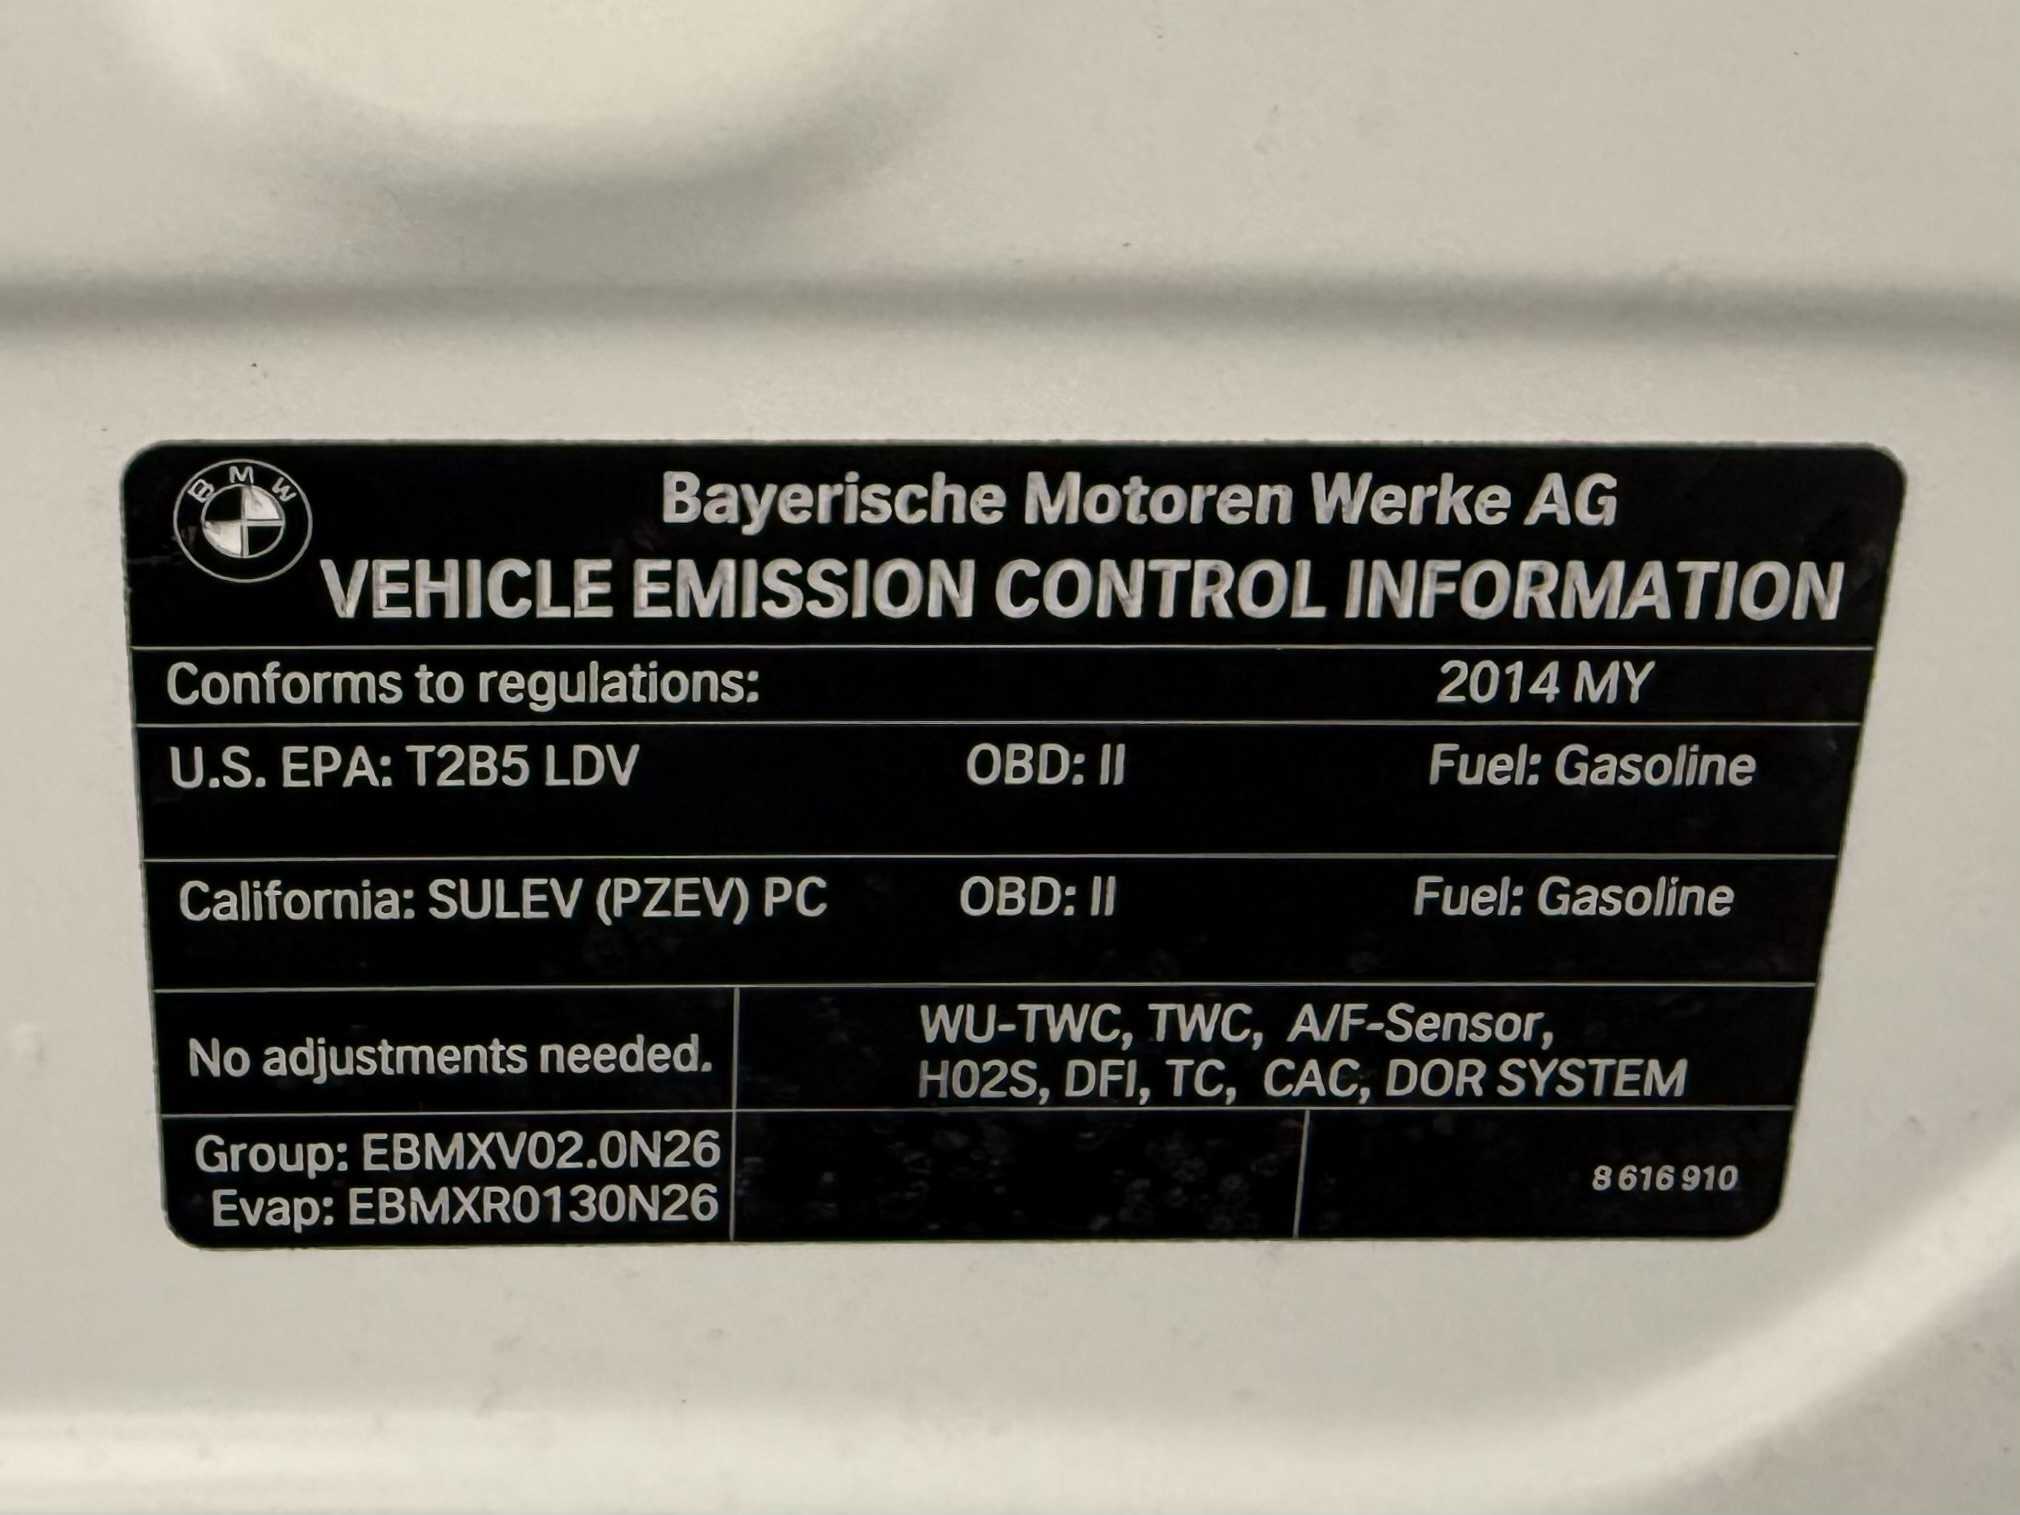 BMW
Bayerische Motoren Werke AG
VEHICLE EMISSION CONTROL INFORMATION
Conforms to regulations: 2014 MY
U.S. EPA: T2B5 LDV OBD: II Fuel: Gasoline
California: SULEV (PZEV) PC OBD: II Fuel: Gasoline
No adjustments needed.
WU-TWC, TWC, A/F-Sensor,
HO2S, DFI, TC, CAC, DOR SYSTEM
Group: EBMXV02.0N26
Evap: EBMXR0130N26
8 616 910